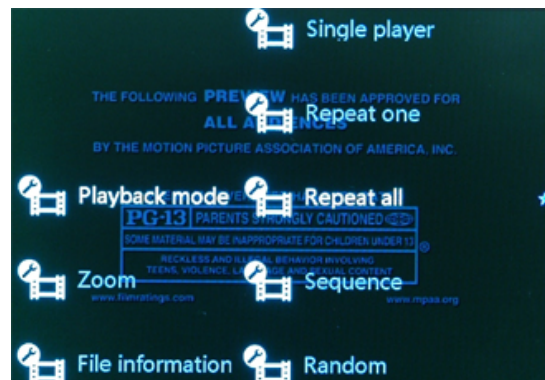 Single player
THE FOLLOWING PREVIEW HAS BEEN APPROVED FOR
Repeat one
ALL AUDIENCES
BY THE MOTION PICTURE ASSOCIATION OF AMERICA, INC.
Playback mode
Repeat all
PG-13 PARENTS STRONGLY CAUTIONED
SOME MATERIAL MAY BE INAPPROPRIATE FOR CHILDREN UNDER 13
RECKLESS AND ILLEGAL BEHAVIOR INVOLVING
TEENS, VIOLENCE, LANGUAGE AND SEXUAL CONTENT
Zoom
Sequence
www.filmratings.com
www.mpaa.org
File information
Random